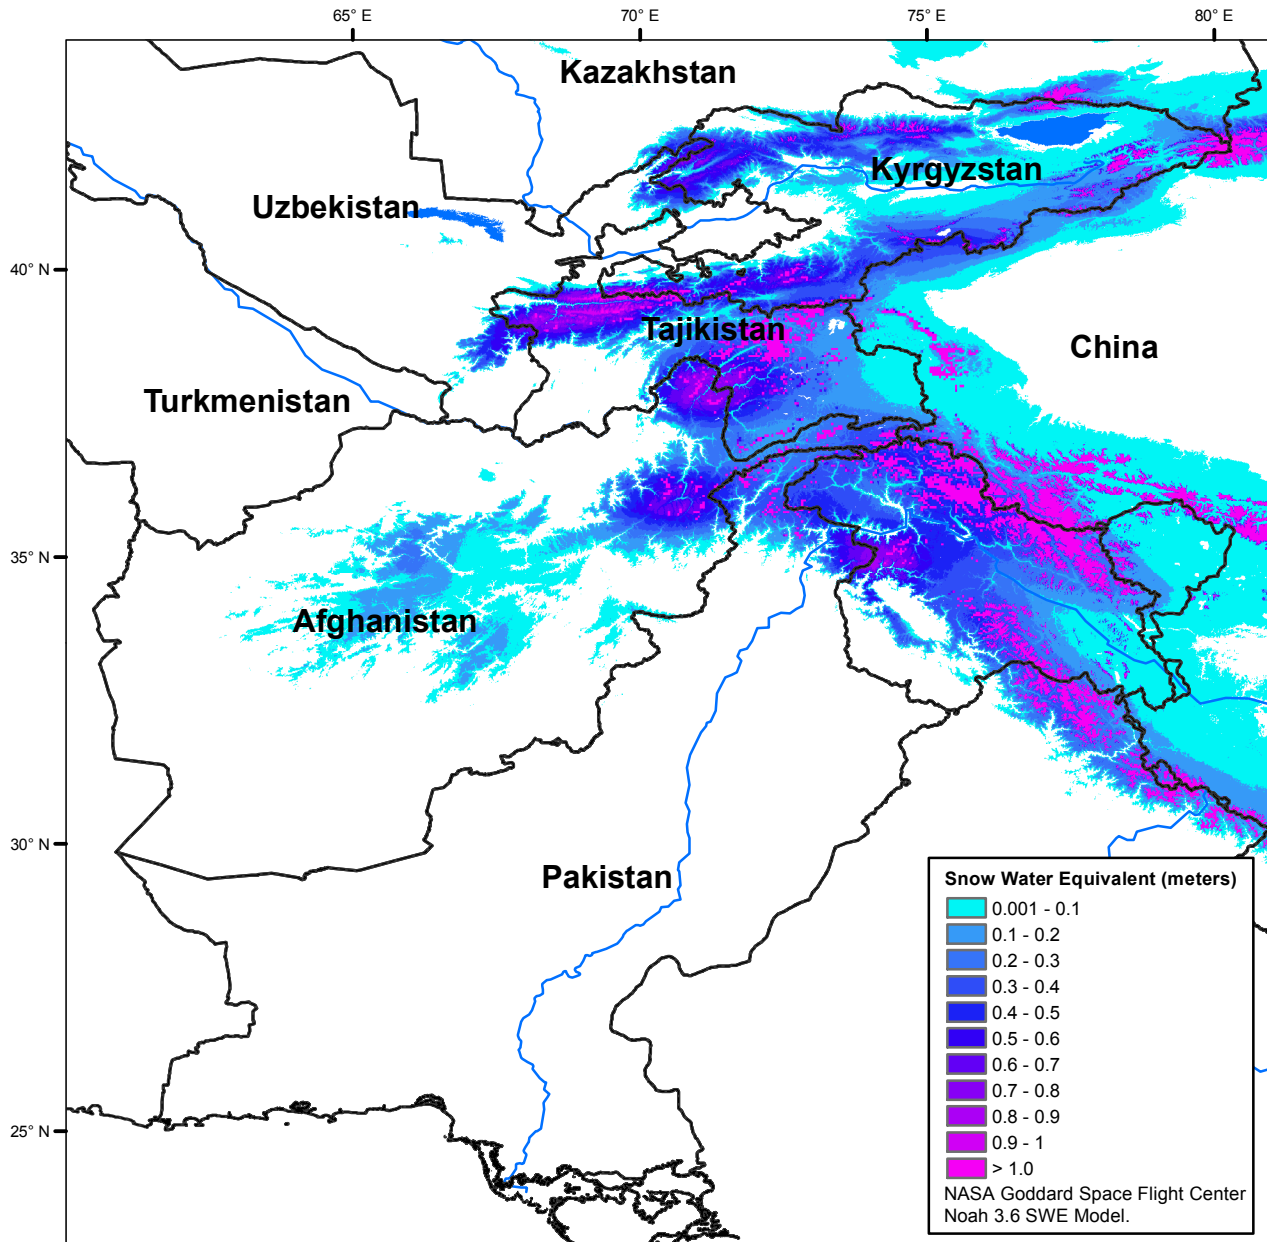 65° E
70° E
75° E
80° E
Kazakhstan
Kyrgyzstan
Uzbekistan
40° N
Tajikistan
China
Turkmenistan
35° N
Afghanistan
30° N
Pakistan
25° N
Snow Water Equivalent (meters)
0.001 - 0.1
0.1 - 0.2
0.2 - 0.3
0.3 - 0.4
0.4 - 0.5
0.5 - 0.6
0.6 - 0.7
0.7 - 0.8
0.8 - 0.9
0.9 - 1
> 1.0
NASA Goddard Space Flight Center
Noah 3.6 SWE Model.